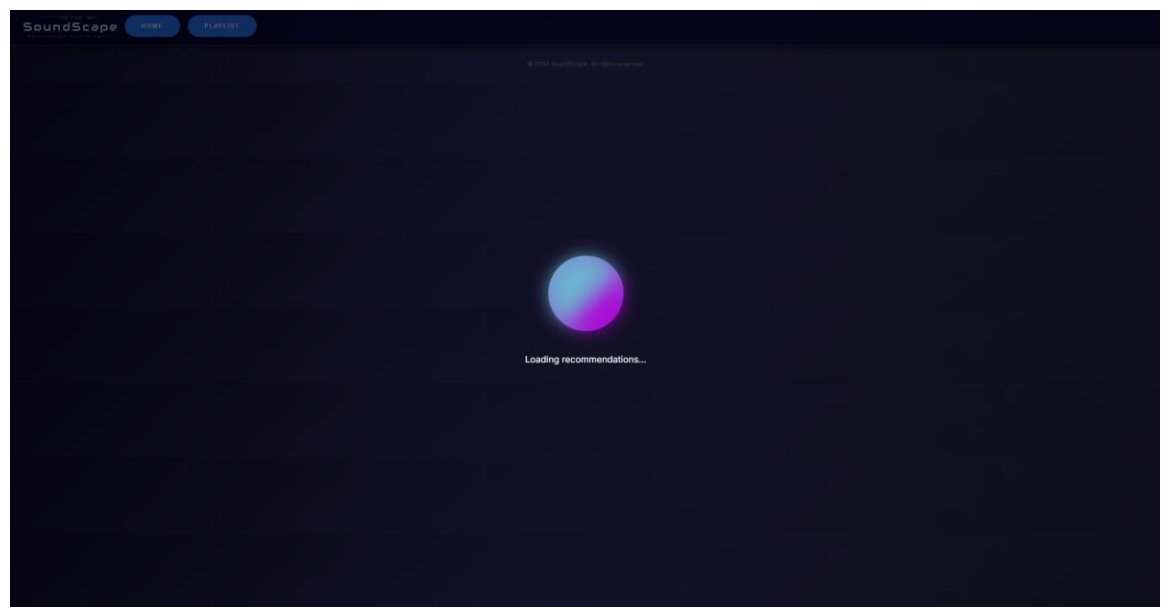 SoundScape
HOME
PLAYLIST
© 2024 SoundScape. All rights reserved.
Loading recommendations...